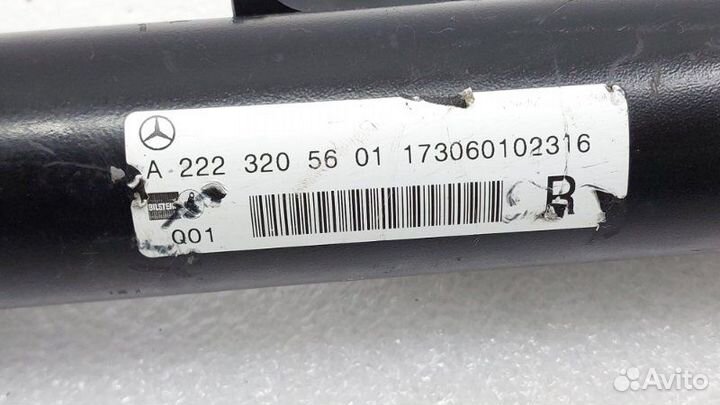 A 222 320 56 01 173060102316
BILSTEIN
R
Q01
Avito